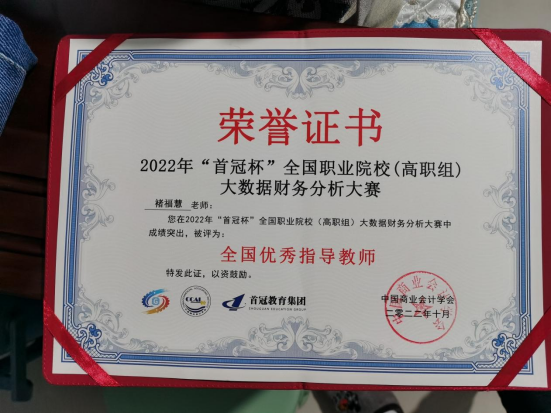 荣誉证书
2022年“首冠杯”全国职业院校(高职组)
大数据财务分析大赛
褚福慧 老师:
您在2022年“首冠杯”全国职业院校（高职组）大数据财务分析大赛中
成绩突出，被评为:
全国优秀指导教师
特发此证，以资鼓励。
首冠教育集团
SHOUGUAN EDUCATION GROUP
中国商业会计学会
二零二二年十月